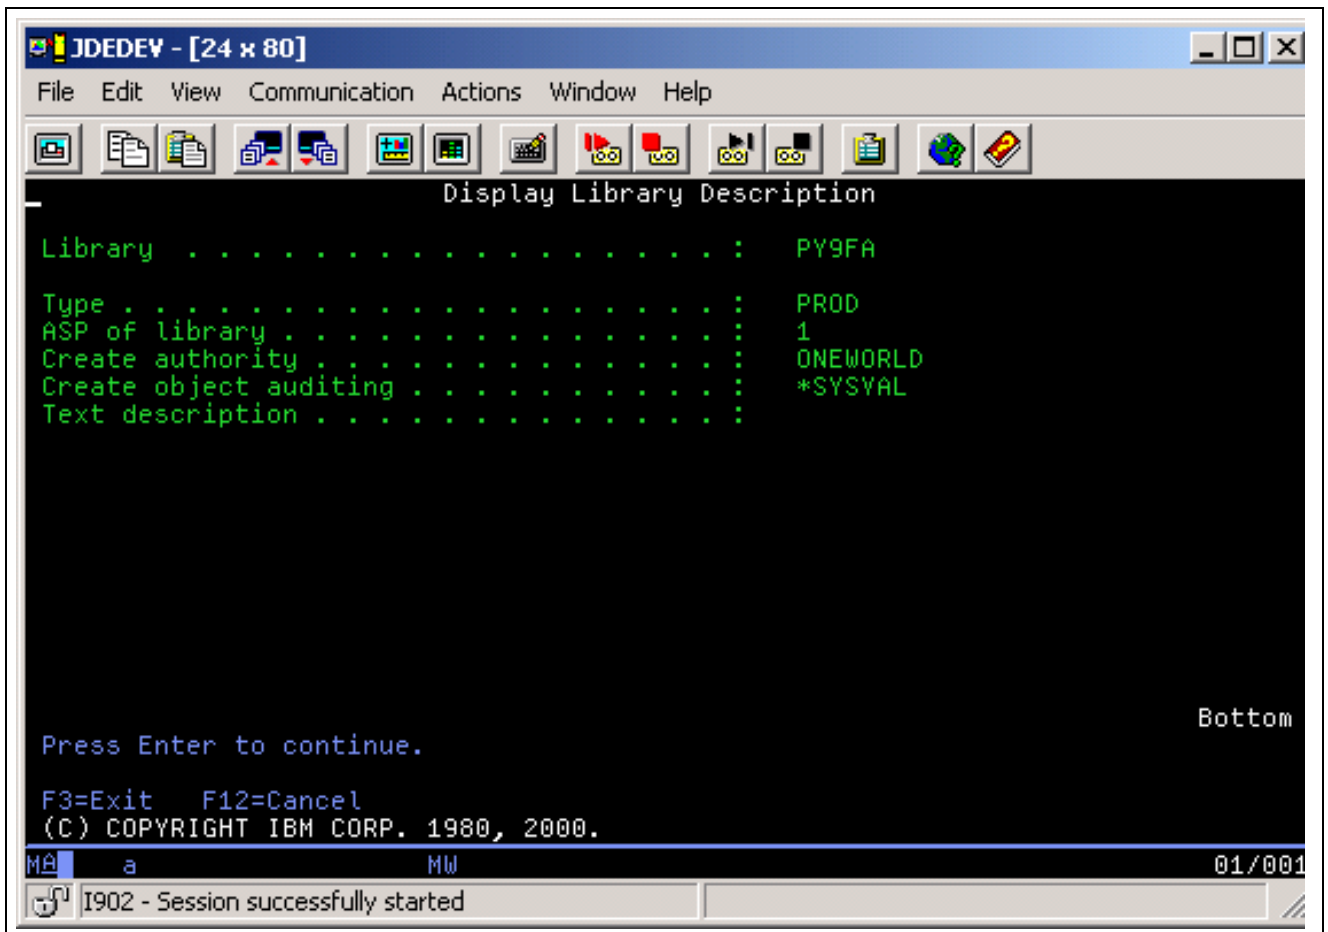 JDEDEV - [24 x 80]
File Edit View Communication Actions Window Help
Display Library Description
Library . . . . . . . . . . . . . . . . . : PY9FA
Type . . . . . . . . . . . . . . . . . . . : PROD
ASP of library . . . . . . . . . . . . . . : 1
Create authority . . . . . . . . . . . . . : ONEWORLD
Create object auditing . . . . . . . . . . : *SYSVAL
Text description . . . . . . . . . . . . . :
Bottom
Press Enter to continue.
F3=Exit F12=Cancel
(C) COPYRIGHT IBM CORP. 1980, 2000.
MA a MW 01/001
I902 - Session successfully started